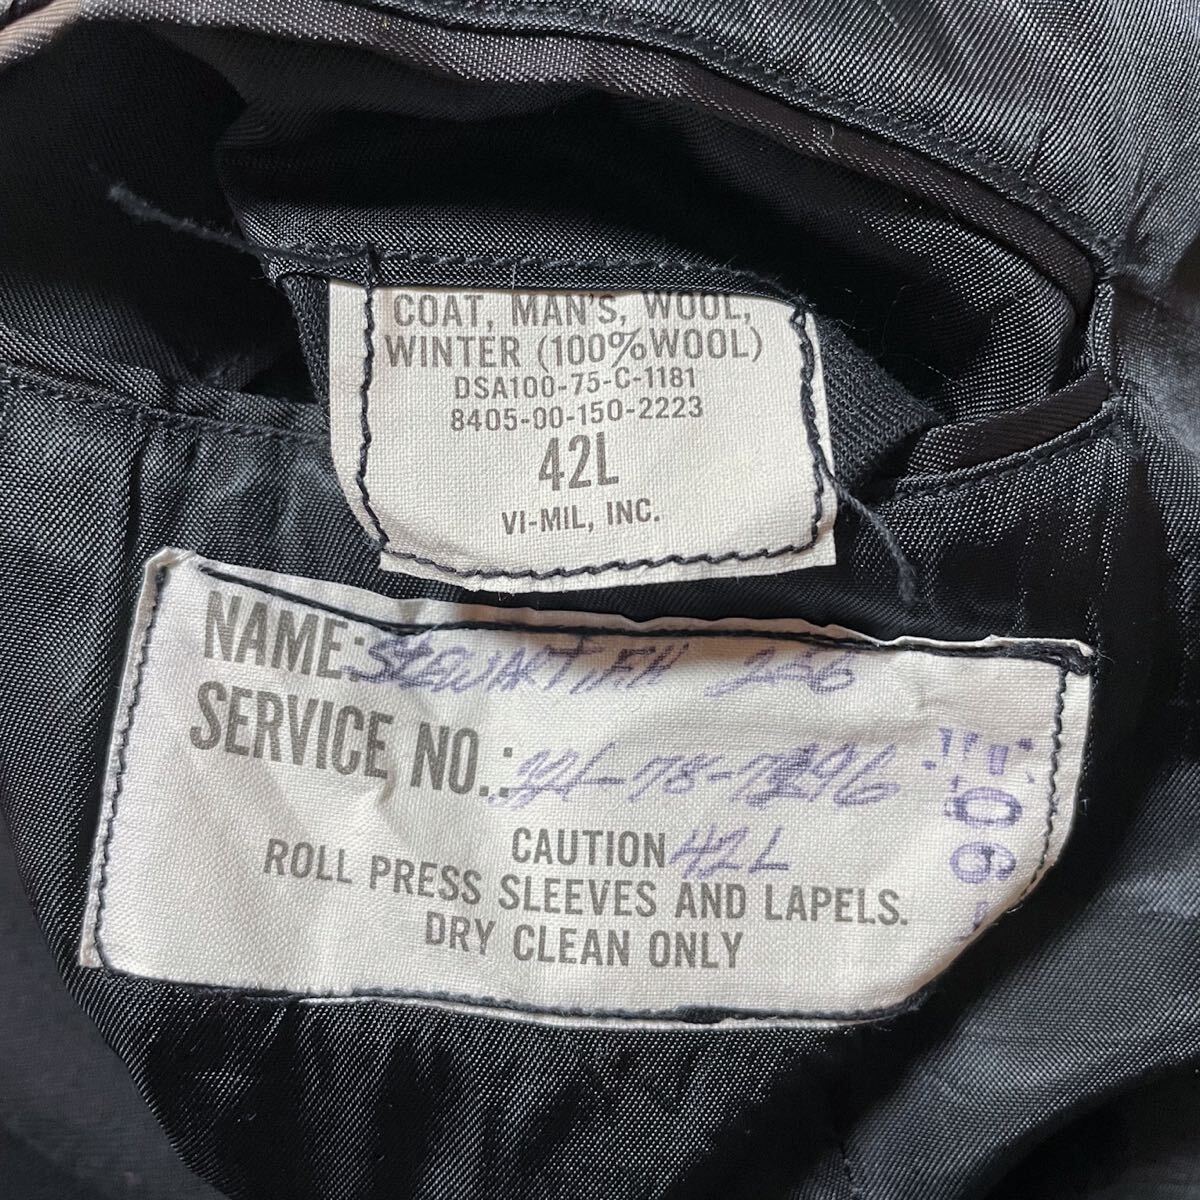 COAT, MAN'S, WOOL,
WINTER (100% WOOL)
DSA100-75-C-1181
8405-00-150-2223
42L
VI-MIL, INC.
NAME: STEWART
SERVICE NO.:
CAUTION 42L
ROLL PRESS SLEEVES AND LAPELS.
DRY CLEAN ONLY